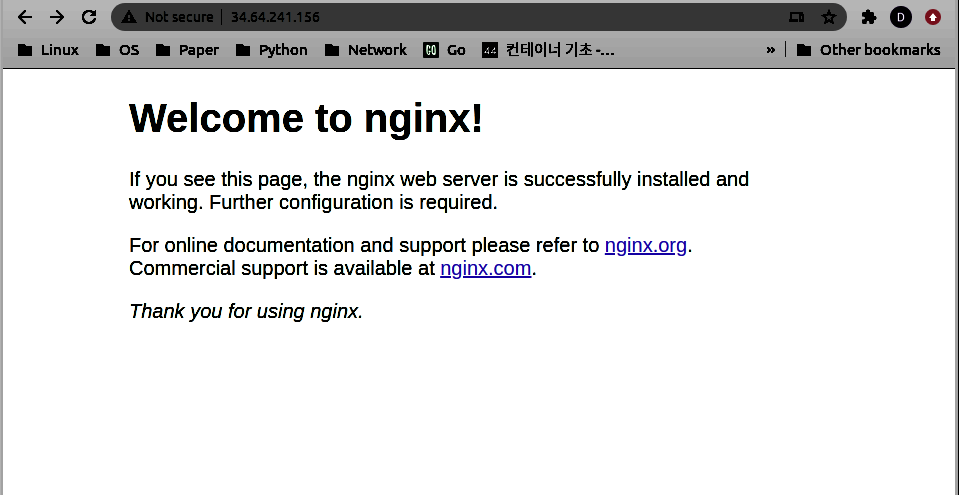 Not secure | 34.64.241.156
D
Linux OS Paper Python Network GO Go 44 컨테이너 기초 -... » Other bookmarks
Welcome to nginx!
If you see this page, the nginx web server is successfully installed and
working. Further configuration is required.
For online documentation and support please refer to nginx.org.
Commercial support is available at nginx.com.
Thank you for using nginx.